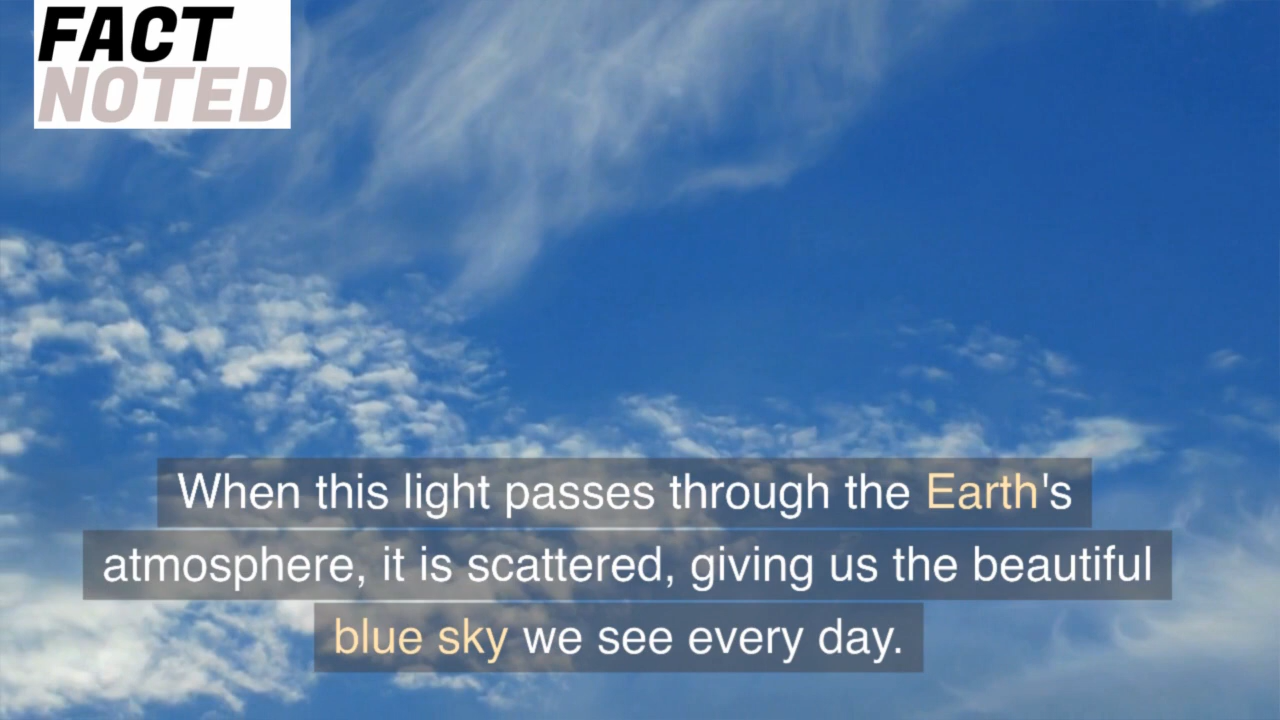 FACT
NOTED
When this light passes through the Earth's
atmosphere, it is scattered, giving us the beautiful
blue sky we see every day.